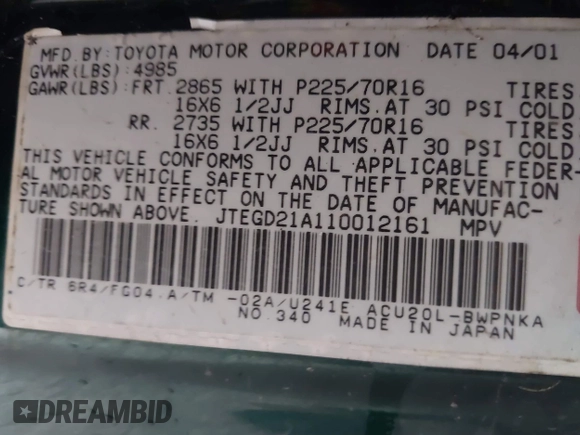 MFD.BY:TOYOTA MOTOR CORPORATION DATE 04/01
GVWR(LBS):4985
GAWR(LBS):FRT.2865 WITH P225/70R16 TIRES
16X6 1/2JJ RIMS.AT 30 PSI COLD
RR. 2735 WITH P225/70R16 TIRES
16X6 1/2JJ RIMS.AT 30 PSI COLD.
THIS VEHICLE CONFORMS TO ALL APPLICABLE FEDER-
AL MOTOR VEHICLE SAFETY AND THEFT PREVENTION
STANDARDS IN EFFECT ON THE DATE OF MANUFAC-
TURE SHOWN ABOVE. JTEGD21A110012161 MPV
C/TR 6R4/FG04.A/TM -02A/U241E ACU20L-BWPNKA
NO.340 MADE IN JAPAN
DREAMBID